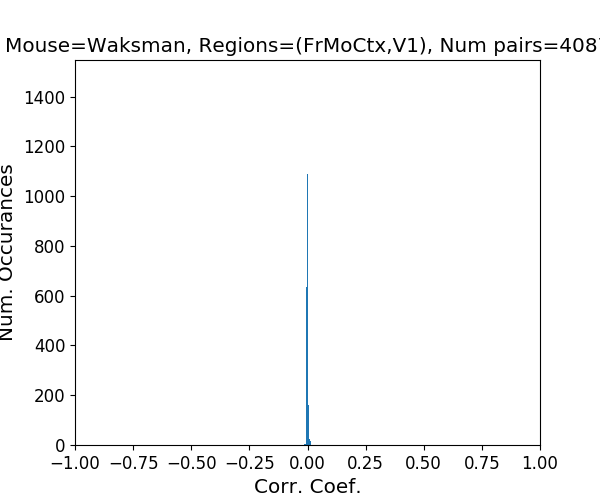 Mouse=Waksman, Regions=(FrMoCtx,V1), Num pairs=408
Num. Occurances
1400
1200
1000
800
600
400
200
0
−1.00 −0.75 −0.50 −0.25 0.00 0.25 0.50 0.75 1.00
Corr. Coef.